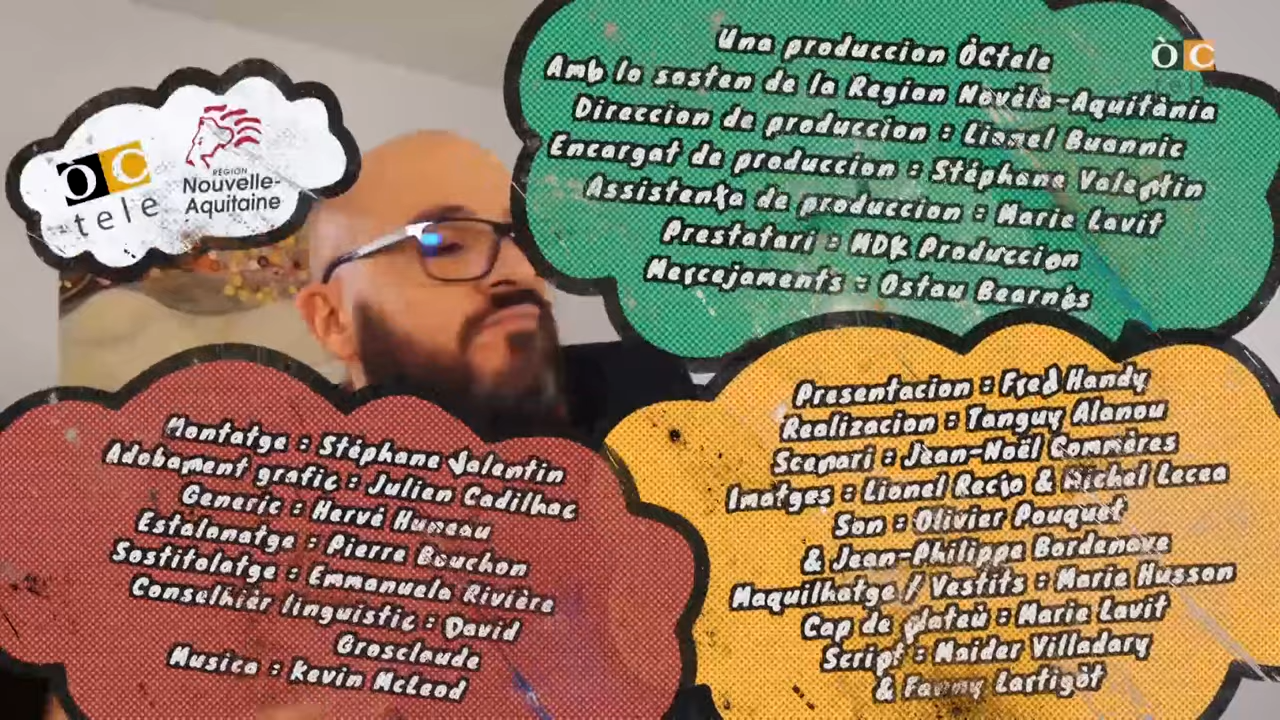 ÒC
tele
RÉGION
Nouvelle-
Aquitaine
Una produccion ÒCtele
Amb lo sosten de la Region Novèla-Aquitània
Direccion de produccion : Lionel Buannic
Encargat de produccion : Stéphane Valentin
Assistenta de produccion : Marie Lavit
Prestatari : MDK Produccion
Mercejaments : Ostau Bearnés
ÒC
Montatge : Stéphane Valentin
Adobament grafic : Julien Cadilhac
Generic : Hervé Huneau
Estalonatge : Pierre Bouchon
Sostitolatge : Emmanuela Rivière
Conselhièr linguistic : David
Grosclaude
Musica : Kevin McLeod
Presentacion : Fred Handy
Realizacion : Tanguy Alanou
Scenari : Jean-Noël Commères
Imatges : Lionel Recio & Michel Lecea
Son : Olivier Pouquet
& Jean-Philippe Bordenave
Maquilhatge / Vestits : Marie Husson
Cap de plateù : Marie Lavit
Script : Maider Villadary
& Fanny Lartigòt